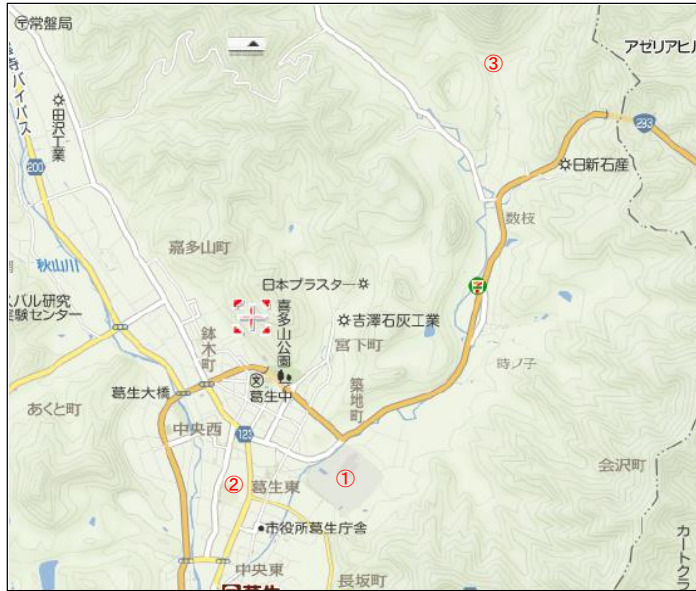 〒常盤局
③
アゼリアヒル
バイパス
田沢工業
200
293
日新石産
数枝
嘉多山町
秋山川
日本プラスター
スバル研究
実験センター
喜多山公園
吉澤石灰工業
宮下町
鉢木町
時ノ子
文
葛生大橋
葛生中
築地町
あくと町
中央西
123
会沢町
①
②
葛生東
市役所葛生庁舎
カートクラ
中央東
長坂町
葛生